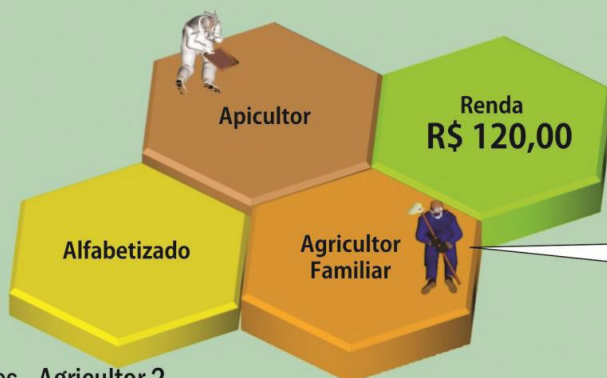 Apicultor
Renda
R$ 120,00
Alfabetizado
Agricultor
Familiar
Agricultor 2